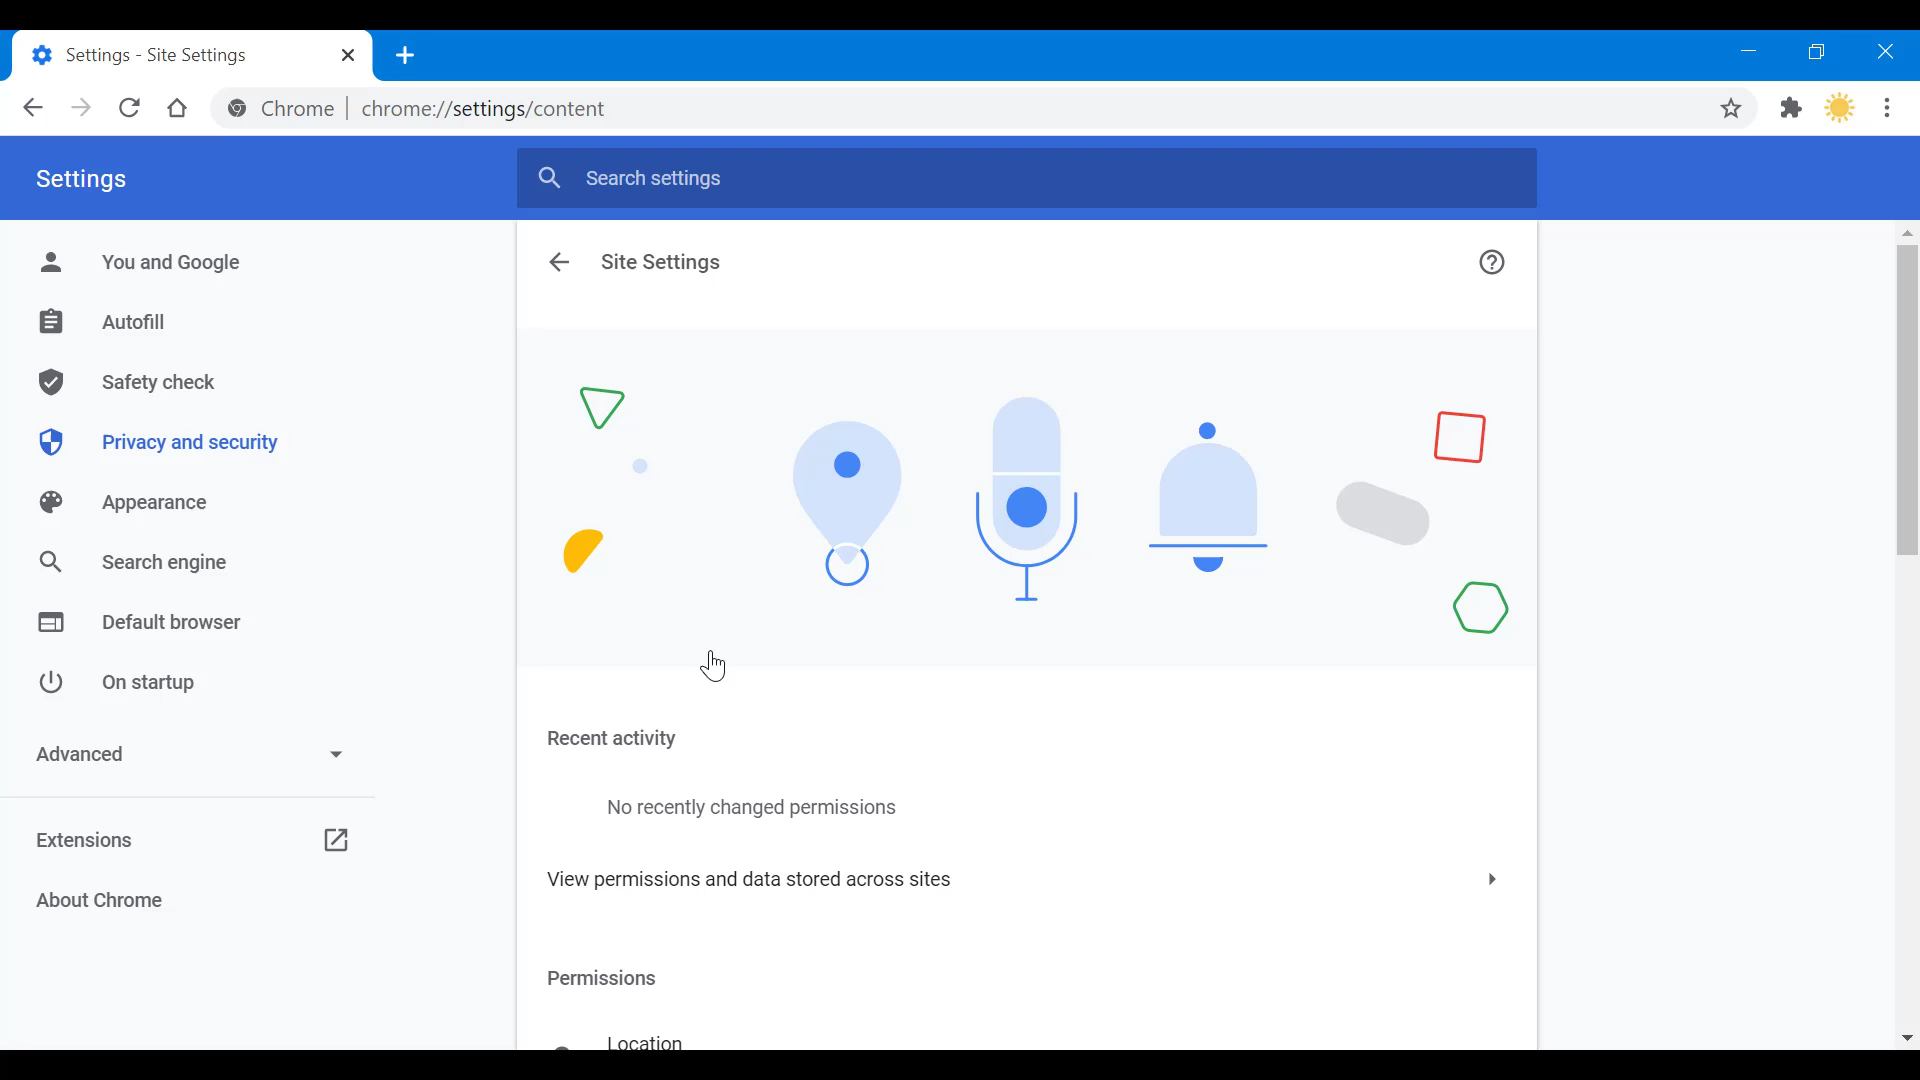 Settings - Site Settings
Chrome | chrome://settings/content
Settings
Search settings
You and Google
Autofill
Safety check
Privacy and security
Appearance
Search engine
Default browser
On startup
Advanced
Extensions
About Chrome
Site Settings
Recent activity
No recently changed permissions
View permissions and data stored across sites
Permissions
Location